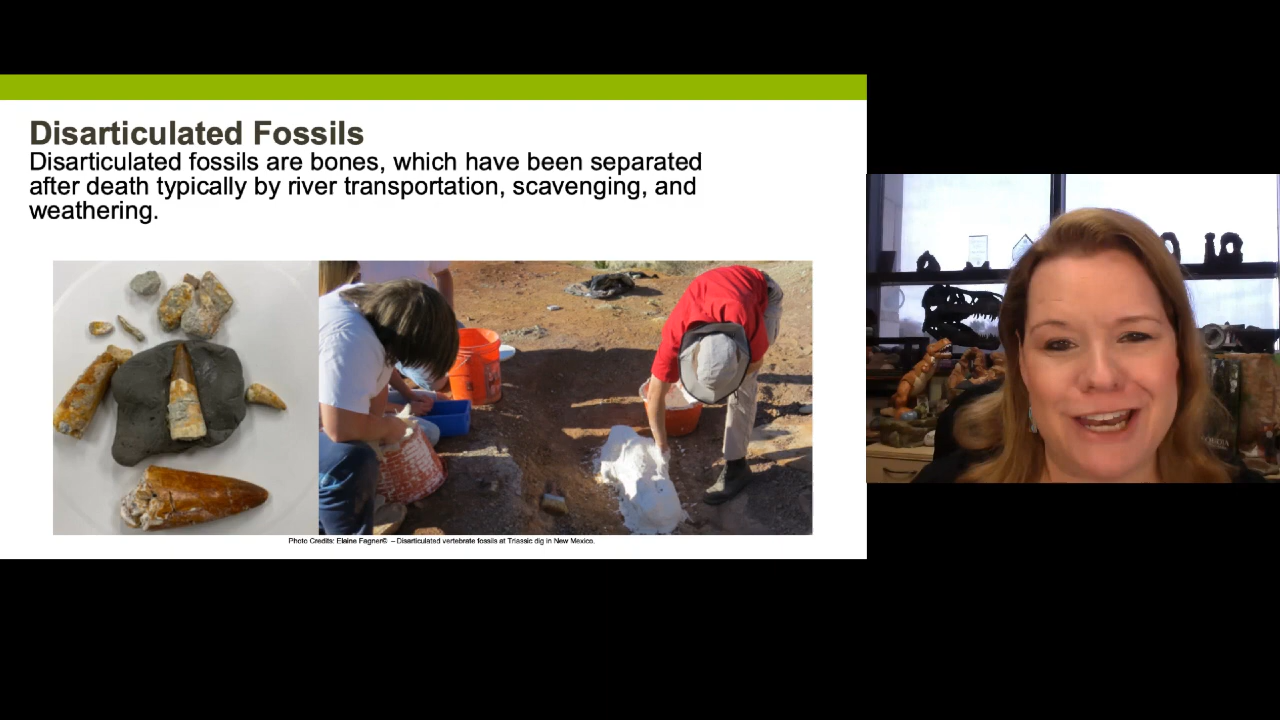 Disarticulated Fossils
Disarticulated fossils are bones, which have been separated
after death typically by river transportation, scavenging, and
weathering.
Photo Credits: Elaine Fagner© – Disarticulated vertebrate fossils at Triassic dig in New Mexico.